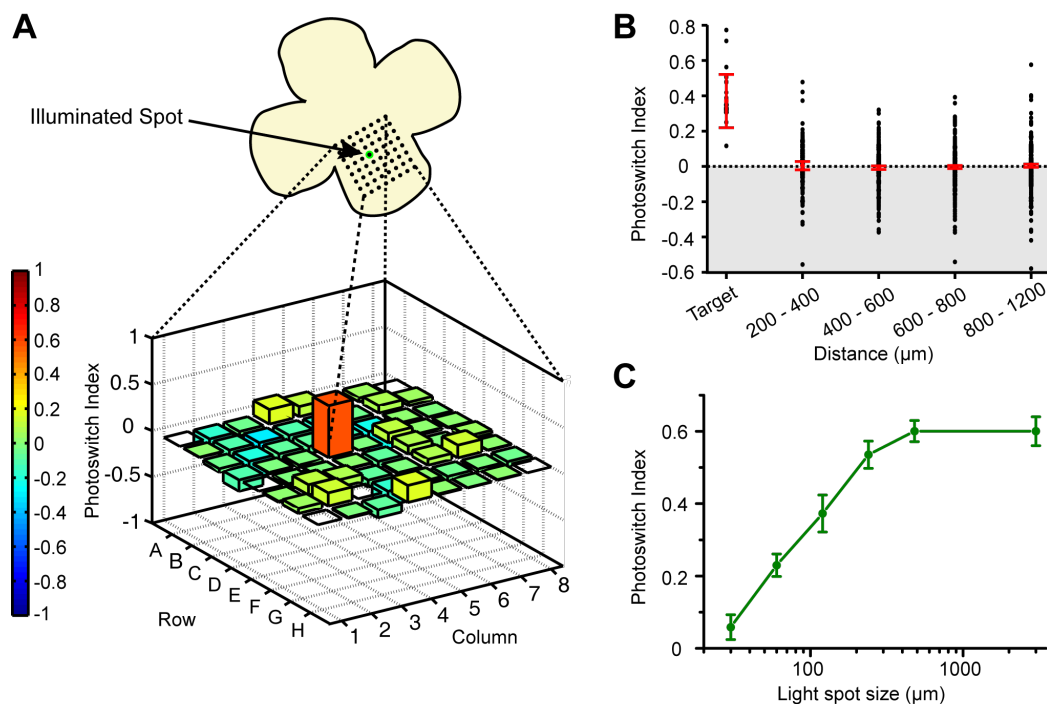 A
Illuminated Spot
1
0.8
0.6
0.4
0.2
0
-0.2
-0.4
-0.6
-0.8
-1
Photoswitch Index
1
0.5
0
-0.5
-1
A
B
C
D
E
F
G
H
Row
1
2
3
4
5
6
7
8
Column
B
Photoswitch Index
0.8
0.6
0.4
0.2
0
-0.2
-0.4
-0.6
Target
200 - 400
400 - 600
600 - 800
800 - 1200
Distance (µm)
C
Photoswitch Index
0.6
0.4
0.2
0
100
1000
Light spot size (µm)